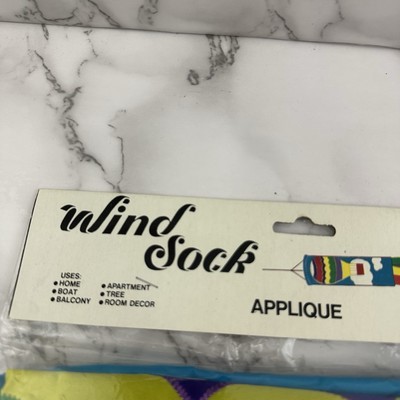 Wind
Sock
USES:
• HOME • APARTMENT
• BOAT • TREE
• BALCONY • ROOM DECOR
APPLIQUE